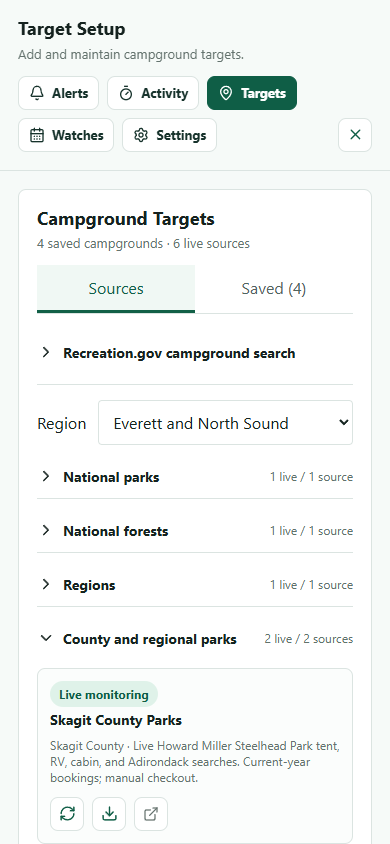 Target Setup
Add and maintain campground targets.
Alerts
Activity
Targets
Watches
Settings
Campground Targets
4 saved campgrounds · 6 live sources
Sources
Saved (4)
Recreation.gov campground search
Region
Everett and North Sound
National parks
1 live / 1 source
National forests
1 live / 1 source
Regions
1 live / 1 source
County and regional parks
2 live / 2 sources
Live monitoring
Skagit County Parks
Skagit County · Live Howard Miller Steelhead Park tent,
RV, cabin, and Adirondack searches. Current-year
bookings; manual checkout.